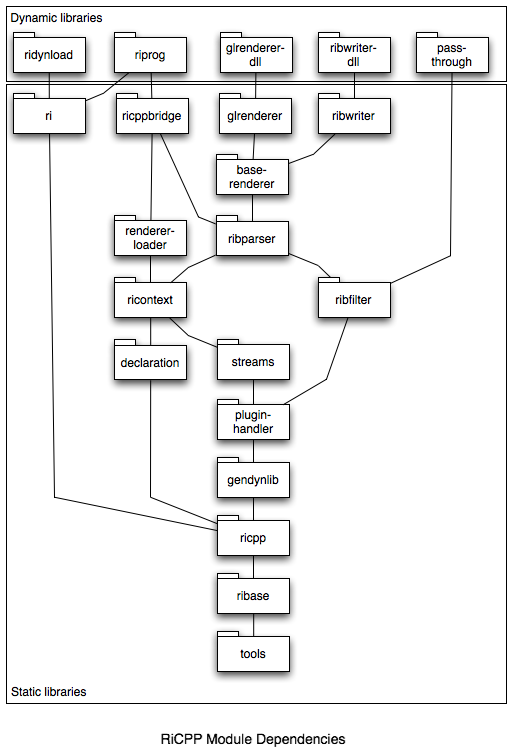 Dynamic libraries
ridynload
riprog
glrenderer-
dll
ribwriter-
dll
pass-
through
ri
ricppbridge
glrenderer
ribwriter
base-
renderer
renderer-
loader
ribparser
ricontext
ribfilter
declaration
streams
plugin-
handler
gendynlib
ricpp
ribase
tools
Static libraries
RiCPP Module Dependencies